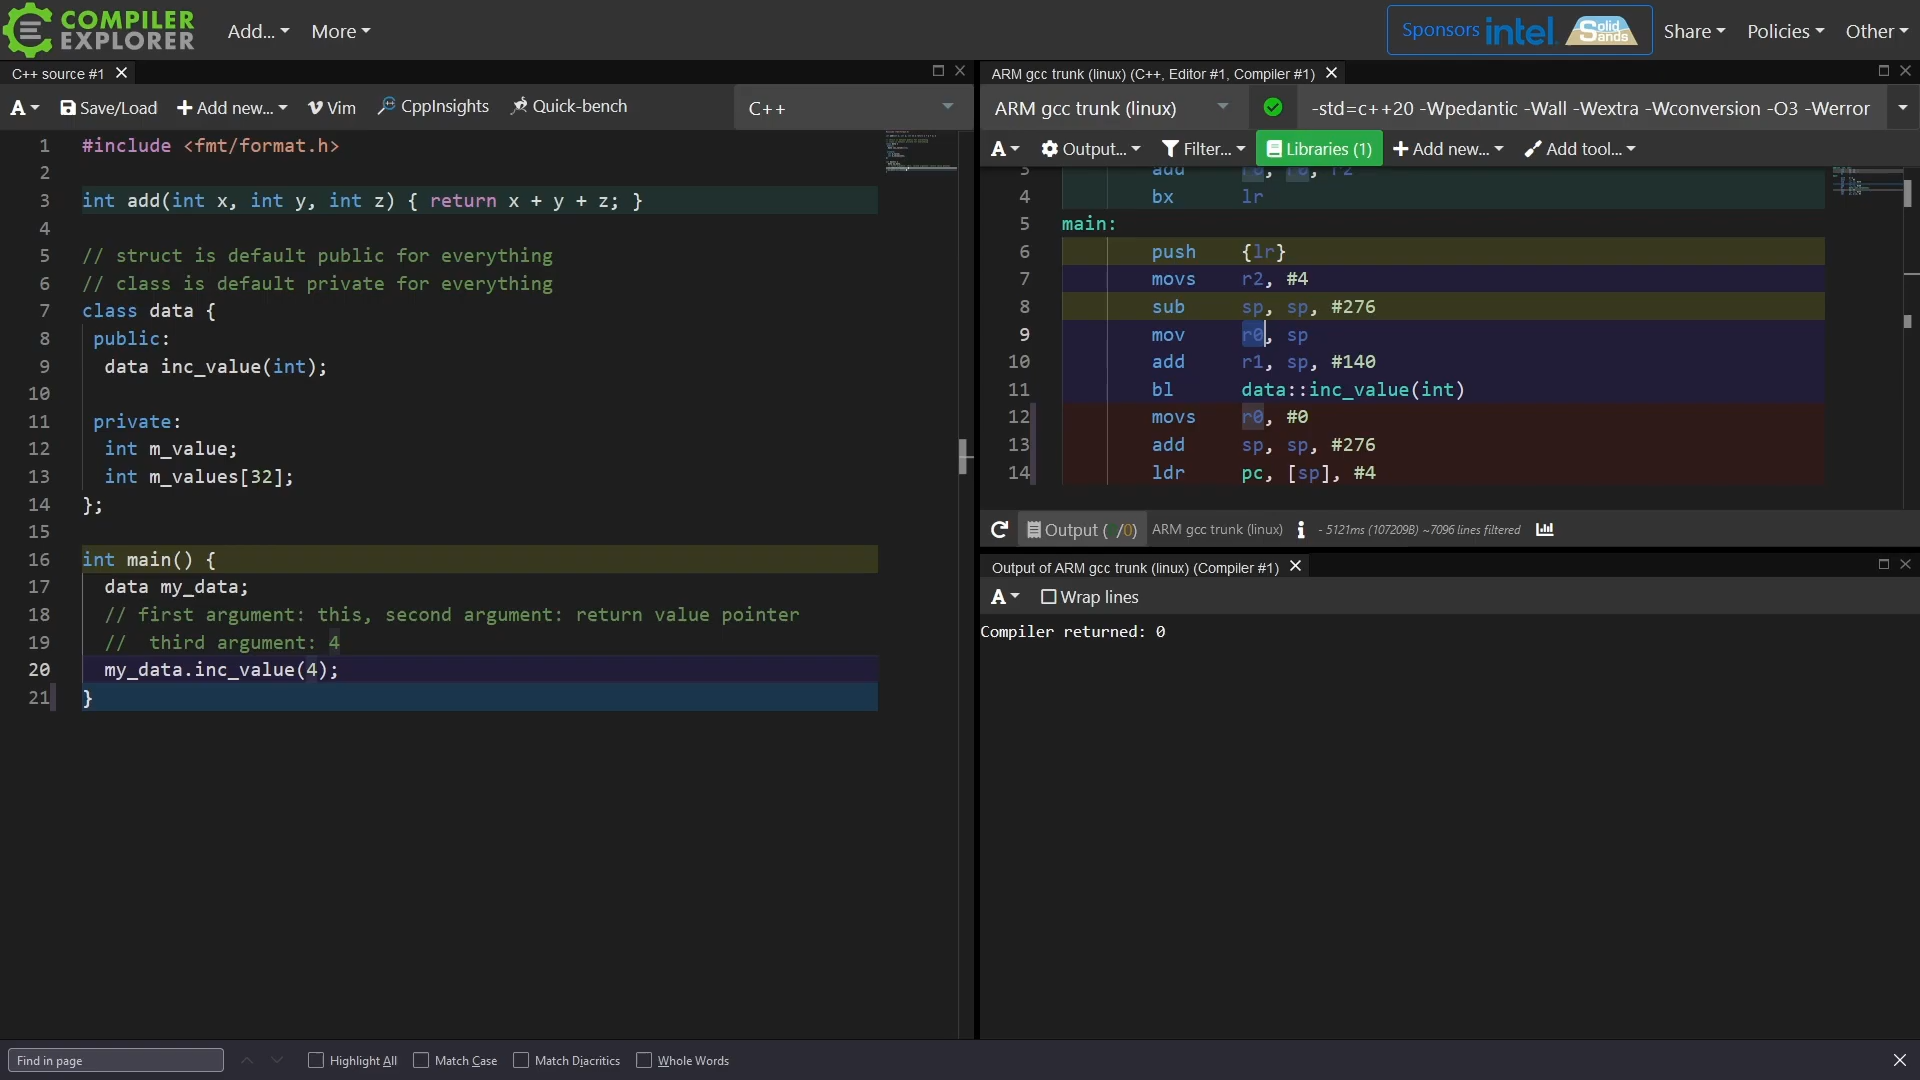 COMPILER
EXPLORER
Add...
More
Sponsors intel. Solid Sands
Share
Policies
Other
C++ source #1
A
Save/Load
Add new...
Vim
CppInsights
Quick-bench
C++
1 #include <fmt/format.h>
2
3 int add(int x, int y, int z) { return x + y + z; }
4
5 // struct is default public for everything
6 // class is default private for everything
7 class data {
8 public:
9 data inc_value(int);
10
11 private:
12 int m_value;
13 int m_values[32];
14 };
15
16 int main() {
17 data my_data;
18 // first argument: this, second argument: return value pointer
19 //  third argument: 4
20 my_data.inc_value(4);
21 }
ARM gcc trunk (linux) (C++, Editor #1, Compiler #1)
ARM gcc trunk (linux)
-std=c++20 -Wpedantic -Wall -Wextra -Wconversion -O3 -Werror
A
Output...
Filter...
Libraries (1)
Add new...
Add tool...
3 add r0, r0, r2
4 bx lr
5 main:
6 push {lr}
7 movs r2, #4
8 sub sp, sp, #276
9 mov r0, sp
10 add r1, sp, #140
11 bl data::inc_value(int)
12 movs r0, #0
13 add sp, sp, #276
14 ldr pc, [sp], #4
Output ( /0) ARM gcc trunk (linux) i - 5121ms (107209B) ~7096 lines filtered
Output of ARM gcc trunk (linux) (Compiler #1)
A
Wrap lines
Compiler returned: 0
Find in page
Highlight All
Match Case
Match Diacritics
Whole Words